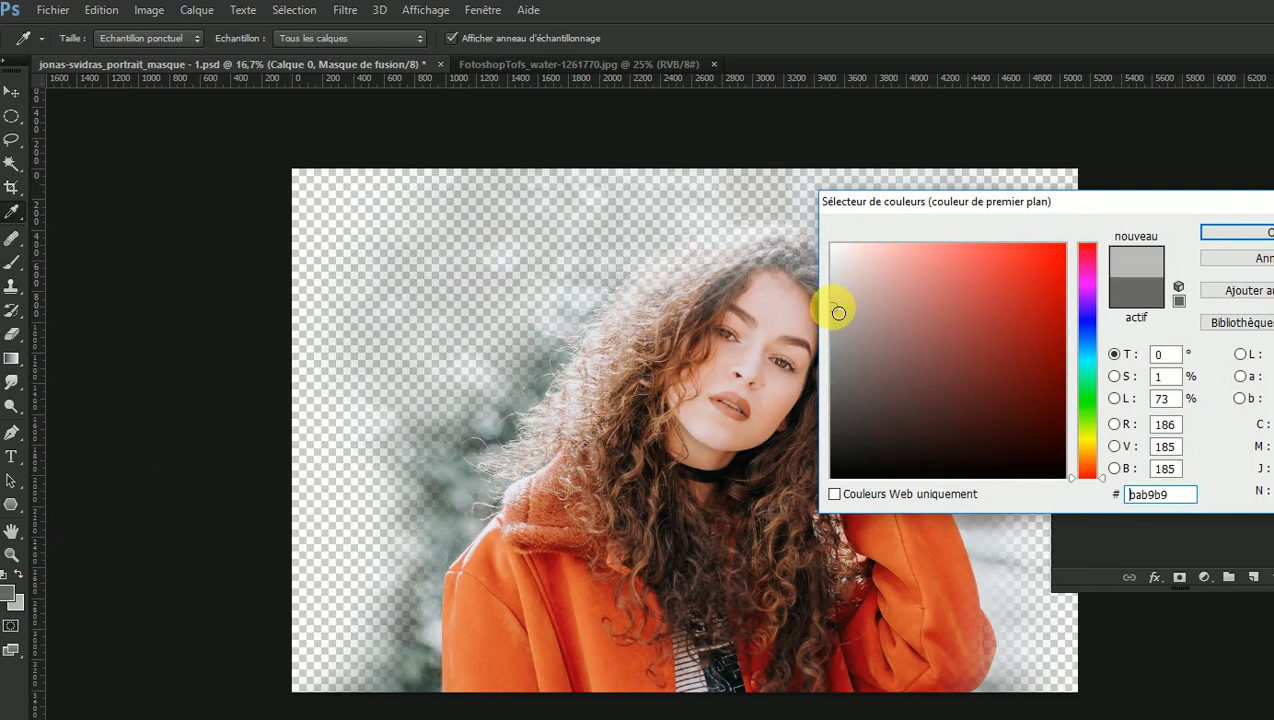 Ps Fichier Edition Image Calque Texte Sélection Filtre 3D Affichage Fenêtre Aide
Taille : Echantillon ponctuel Echantillon : Tous les calques Afficher anneau d'échantillonnage
jonas-svidras_portrait_masque - 1.psd @ 16,7% (Calque 0, Masque de fusion/8) * × FotoshopTofs_water-1261770.jpg @ 25% (RVB/8#) ×
1600 1400 1200 1000 800 600 400 200 0 200 400 600 800 1000 1200 1400 1600 1800 2000 2200 2400 2600 2800 3000 3200 3400 3600 3800 4000 4200 4400 4600 4800 5000 5200 5400 5600 5800 6000 6200
Sélecteur de couleurs (couleur de premier plan)
nouveau
Ann
Ajouter au
actif
Bibliothèques
T : 0 ° L :
S : 1 % a :
L : 73 % b :
R : 186 C :
V : 185 M :
B : 185 J :
Couleurs Web uniquement # bab9b9 N :
fx